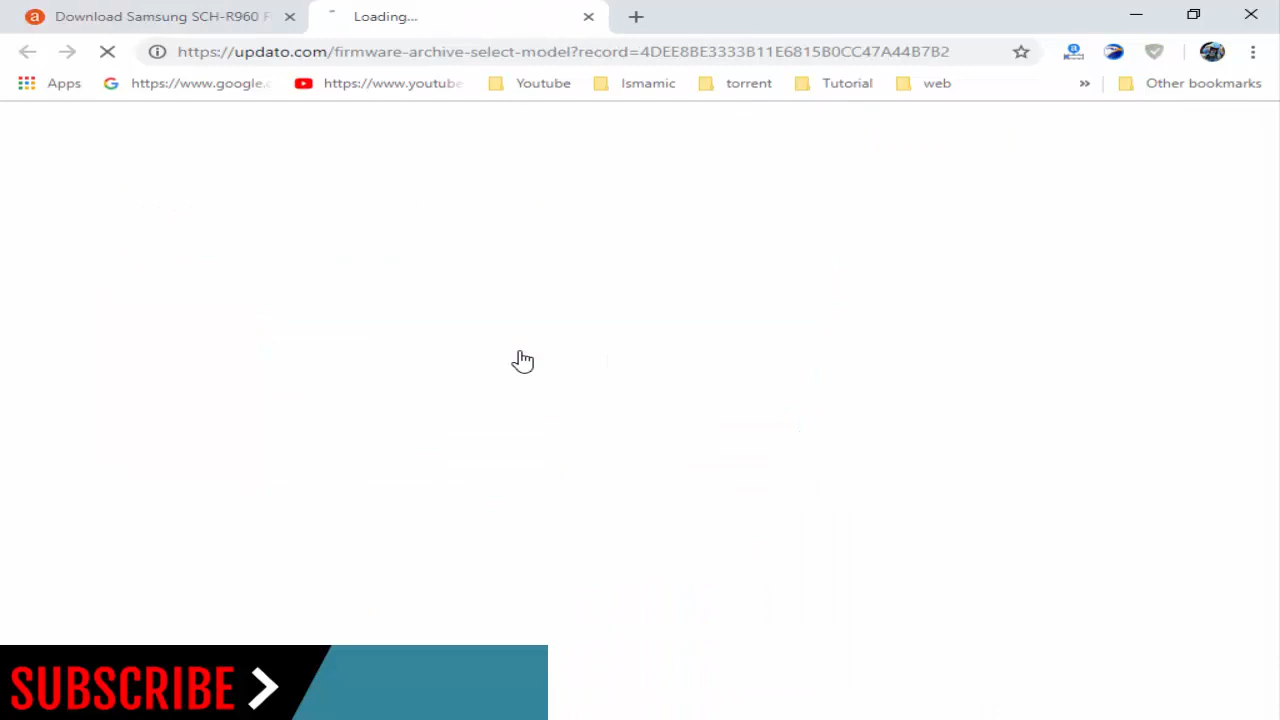 Download Samsung SCH-R960 F
Loading...
https://updato.com/firmware-archive-select-model?record=4DEE8BE3333B11E6815B0CC47A44B7B2
Apps
https://www.google.c
https://www.youtube
Youtube
Ismamic
torrent
Tutorial
web
»
Other bookmarks
SUBSCRIBE